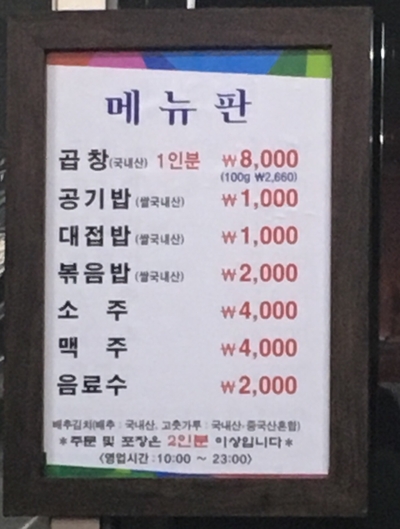 메뉴판
곱창(국내산) 1인분 ₩8,000
(100g ₩2,660)
공기밥(쌀국내산) ₩1,000
대접밥(쌀국내산) ₩1,000
볶음밥(쌀국내산) ₩2,000
소 주 ₩4,000
맥 주 ₩4,000
음료수 ₩2,000
배추김치(배추 : 국내산, 고춧가루 : 국내산·중국산혼합)
*주문 및 포장은 2인분 이상입니다*
(영업시간 :10:00 ~ 23:00)